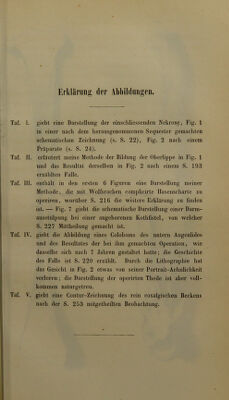 Erklärung der Abbildungen.
Taf. I. giebt eine Darstellung der einschliessenden Nekrose, Fig. 1
in einer nach dem herausgenommenen Sequester gemachten
schematischen Zeichnung (s. S. 22), Fig. 2 nach einem
Präparate (s. S. 24).
Taf. II. erläutert meine Methode der Bildung der Oberlippe in Fig. 1
und das Resultat derselben in Fig. 2 nach einem S. 193
erzählten Falle.
Taf. III. enthält in den ersten 6 Figuren eine Darstellung meiner
Methode, die mit Wolfsrachen complicirte Hasenscharte zu
operiren, worüber S. 216 die weitere Erklärung zu finden
ist. — Fig. 7 giebt die schematische Darstellung einer Darm-
ausstülpung bei einer angeborenen Kothfistel, von welcher
S. 227 Mittheilung gemacht ist.
Taf. IV. giebt die Abbildung eines Coloboms des untern Augenlides
und des Resultates der bei ihm gemachten Operation, wie
dasselbe sich nach 7 Jahren gestaltet hatte; die Geschichte
des Falls ist S. 220 erzählt. Durch die Lithographie hat
das Gesicht in Fig. 2 etwas von seiner Portrait-Aehnlichkeit
verloren; die Darstellung der operirten Theile ist aber voll-
kommen naturgetreu.
Taf. V. giebt eine Contur-Zeichnung des rein coxalgischen Beckens
nach der S. 253 mitgetheilten Beobachtung.